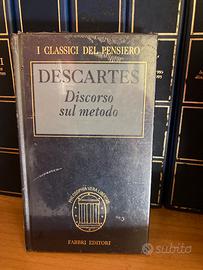 I CLASSICI DEL PENSIERO
DESCARTES
Discorso
sul metodo
FABBRI EDITORI
subito